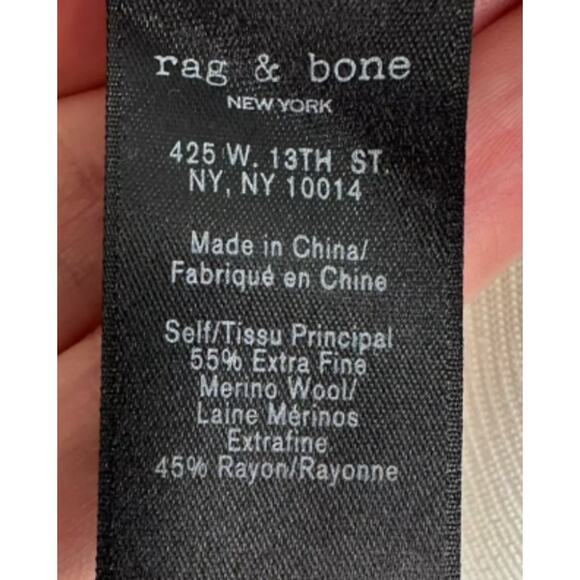 rag & bone
NEW YORK
425 W. 13TH ST.
NY, NY 10014
Made in China/
Fabriqué en Chine
Self/Tissu Principal
55% Extra Fine
Merino Wool/
Laine Mérinos
Extrafine
45% Rayon/Rayonne